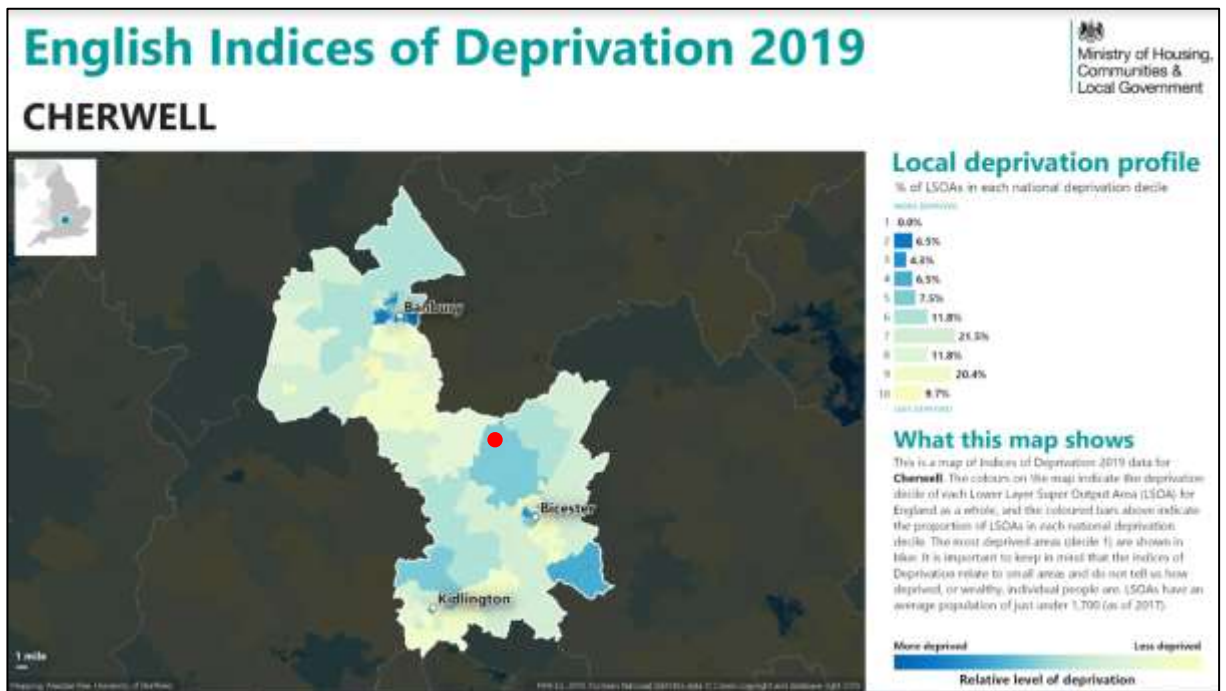 English Indices of Deprivation 2019
CHERWELL
Ministry of Housing,
Communities &
Local Government
Local deprivation profile
% of LSOAs in each national deprivation decile
MORE DEPRIVED
1 0.0%
2 6.5%
3 4.3%
4 6.5%
5 7.5%
6 11.8%
7 21.5%
8 11.8%
9 20.4%
10 9.7%
LESS DEPRIVED
Banbury
Bicester
Kidlington
1 mile
What this map shows
This is a map of Indices of Deprivation 2019 data for
Cherwell. The colours on the map indicate the deprivation
decile of each Lower Layer Super Output Area (LSOA) for
England as a whole, and the coloured bars above indicate
the proportion of LSOAs in each national deprivation
decile. The most deprived areas (decile 1) are shown in
blue. It is important to keep in mind that the Indices of
Deprivation relate to small areas and do not tell us how
deprived, or wealthy, individual people are. LSOAs have an
average population of just under 1,700 (as of 2017).
More deprived Less deprived
Relative level of deprivation